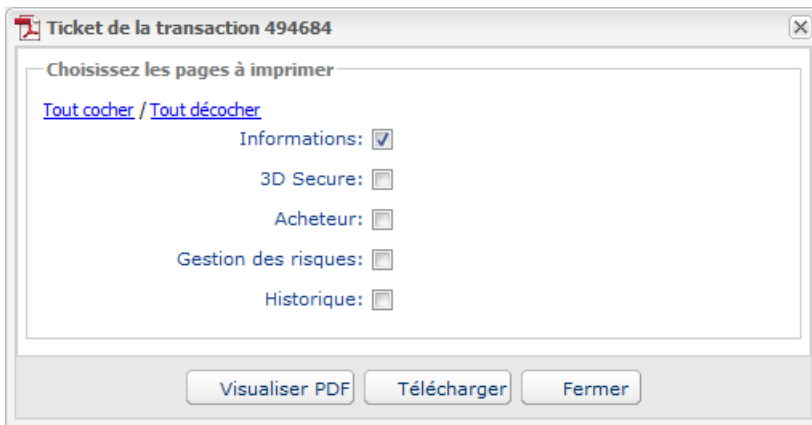 Ticket de la transaction 494684
Choisissez les pages à imprimer
Tout cocher / Tout décocher
Informations:
3D Secure:
Acheteur:
Gestion des risques:
Historique:
Visualiser PDF Télécharger Fermer